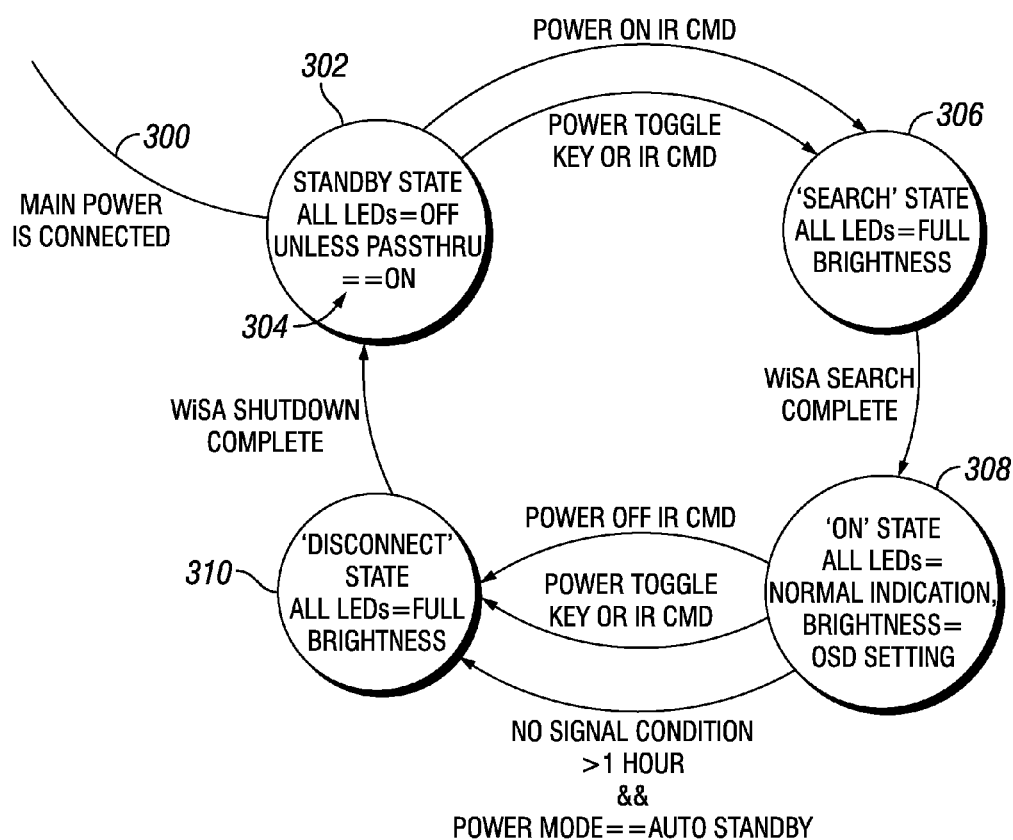 POWER ON IR CMD
302
POWER TOGGLE
KEY OR IR CMD
306
300
MAIN POWER
IS CONNECTED
STANDBY STATE
ALL LEDs=OFF
UNLESS PASSTHRU
==ON
304
'SEARCH' STATE
ALL LEDs=FULL
BRIGHTNESS
WiSA SEARCH
COMPLETE
WiSA SHUTDOWN
COMPLETE
308
'ON' STATE
ALL LEDs=
NORMAL INDICATION,
BRIGHTNESS=
OSD SETTING
POWER OFF IR CMD
POWER TOGGLE
KEY OR IR CMD
310
'DISCONNECT'
STATE
ALL LEDs=FULL
BRIGHTNESS
NO SIGNAL CONDITION
>1 HOUR
&&
POWER MODE==AUTO STANDBY